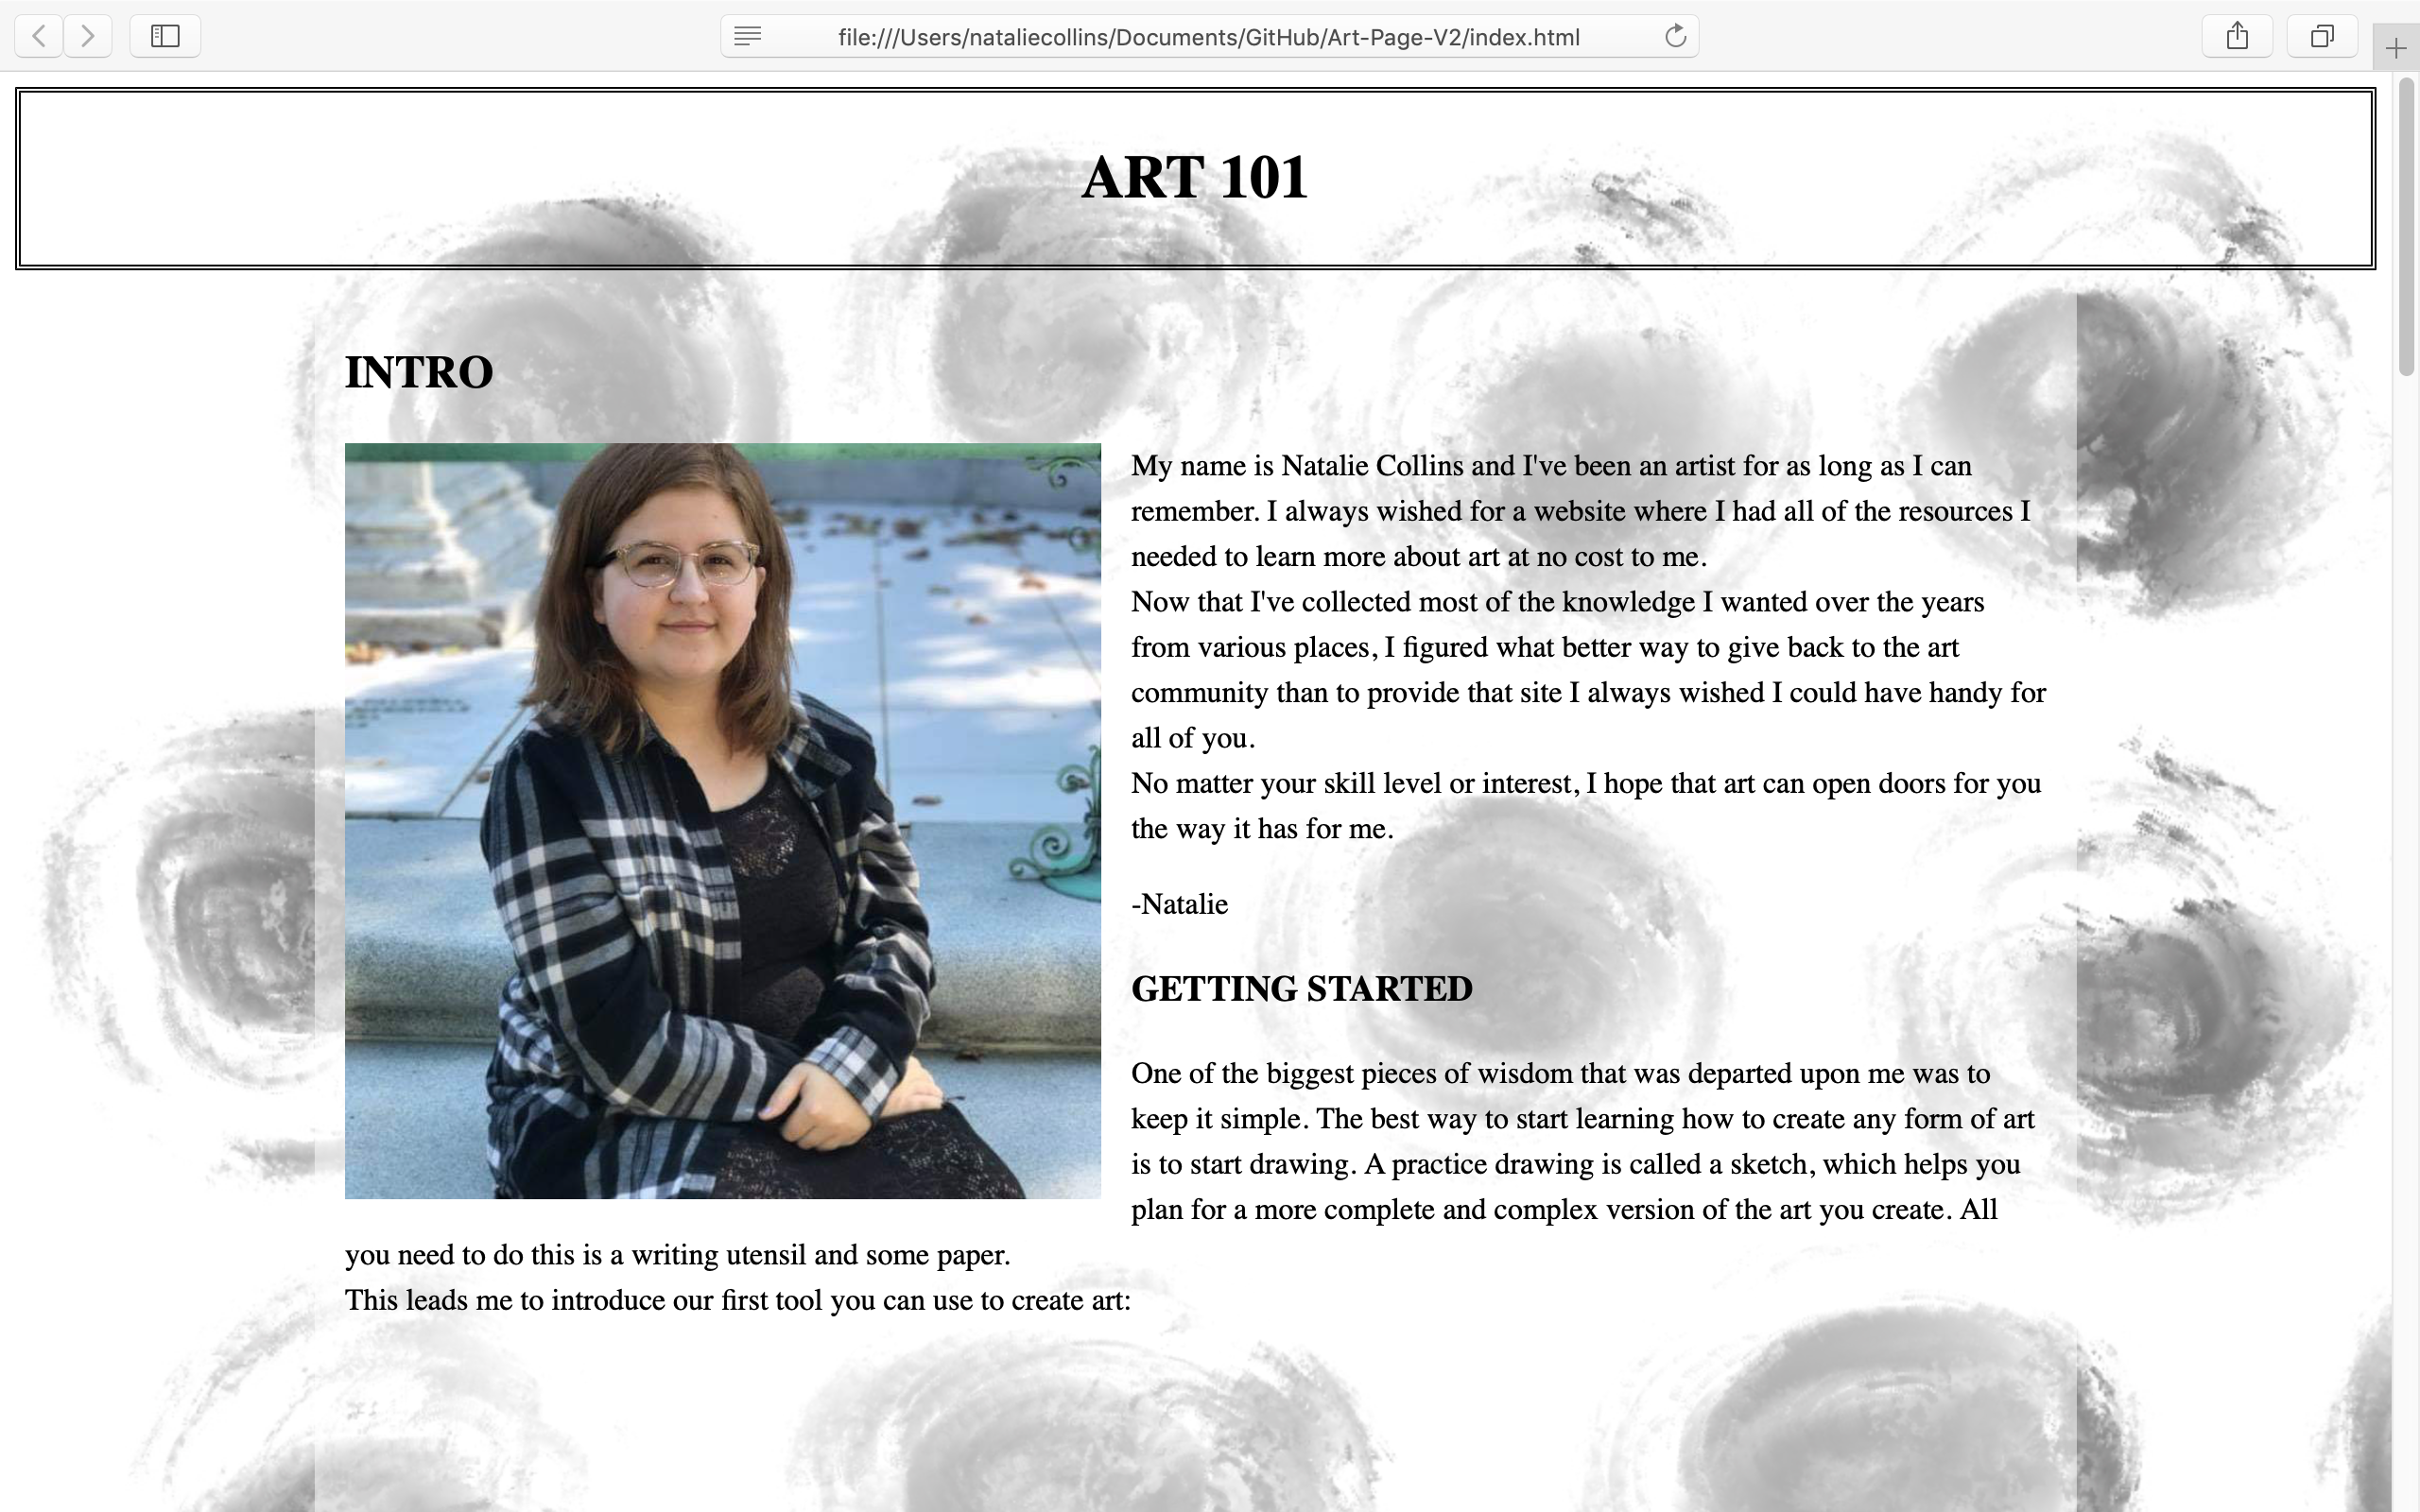 file:///Users/nataliecollins/Documents/GitHub/Art-Page-V2/index.html
ART 101
INTRO
My name is Natalie Collins and I've been an artist for as long as I can
remember. I always wished for a website where I had all of the resources I
needed to learn more about art at no cost to me.
Now that I've collected most of the knowledge I wanted over the years
from various places, I figured what better way to give back to the art
community than to provide that site I always wished I could have handy for
all of you.
No matter your skill level or interest, I hope that art can open doors for you
the way it has for me.
-Natalie
GETTING STARTED
One of the biggest pieces of wisdom that was departed upon me was to
keep it simple. The best way to start learning how to create any form of art
is to start drawing. A practice drawing is called a sketch, which helps you
plan for a more complete and complex version of the art you create. All
you need to do this is a writing utensil and some paper.
This leads me to introduce our first tool you can use to create art: